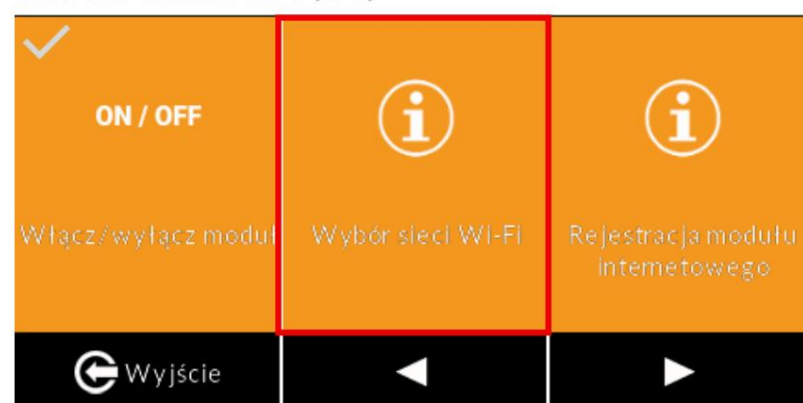 ON / OFF
Włącz/wyłącz moduł
Wybór sieci Wi-Fi
Rejestracja modułu
internetowego
Wyjście